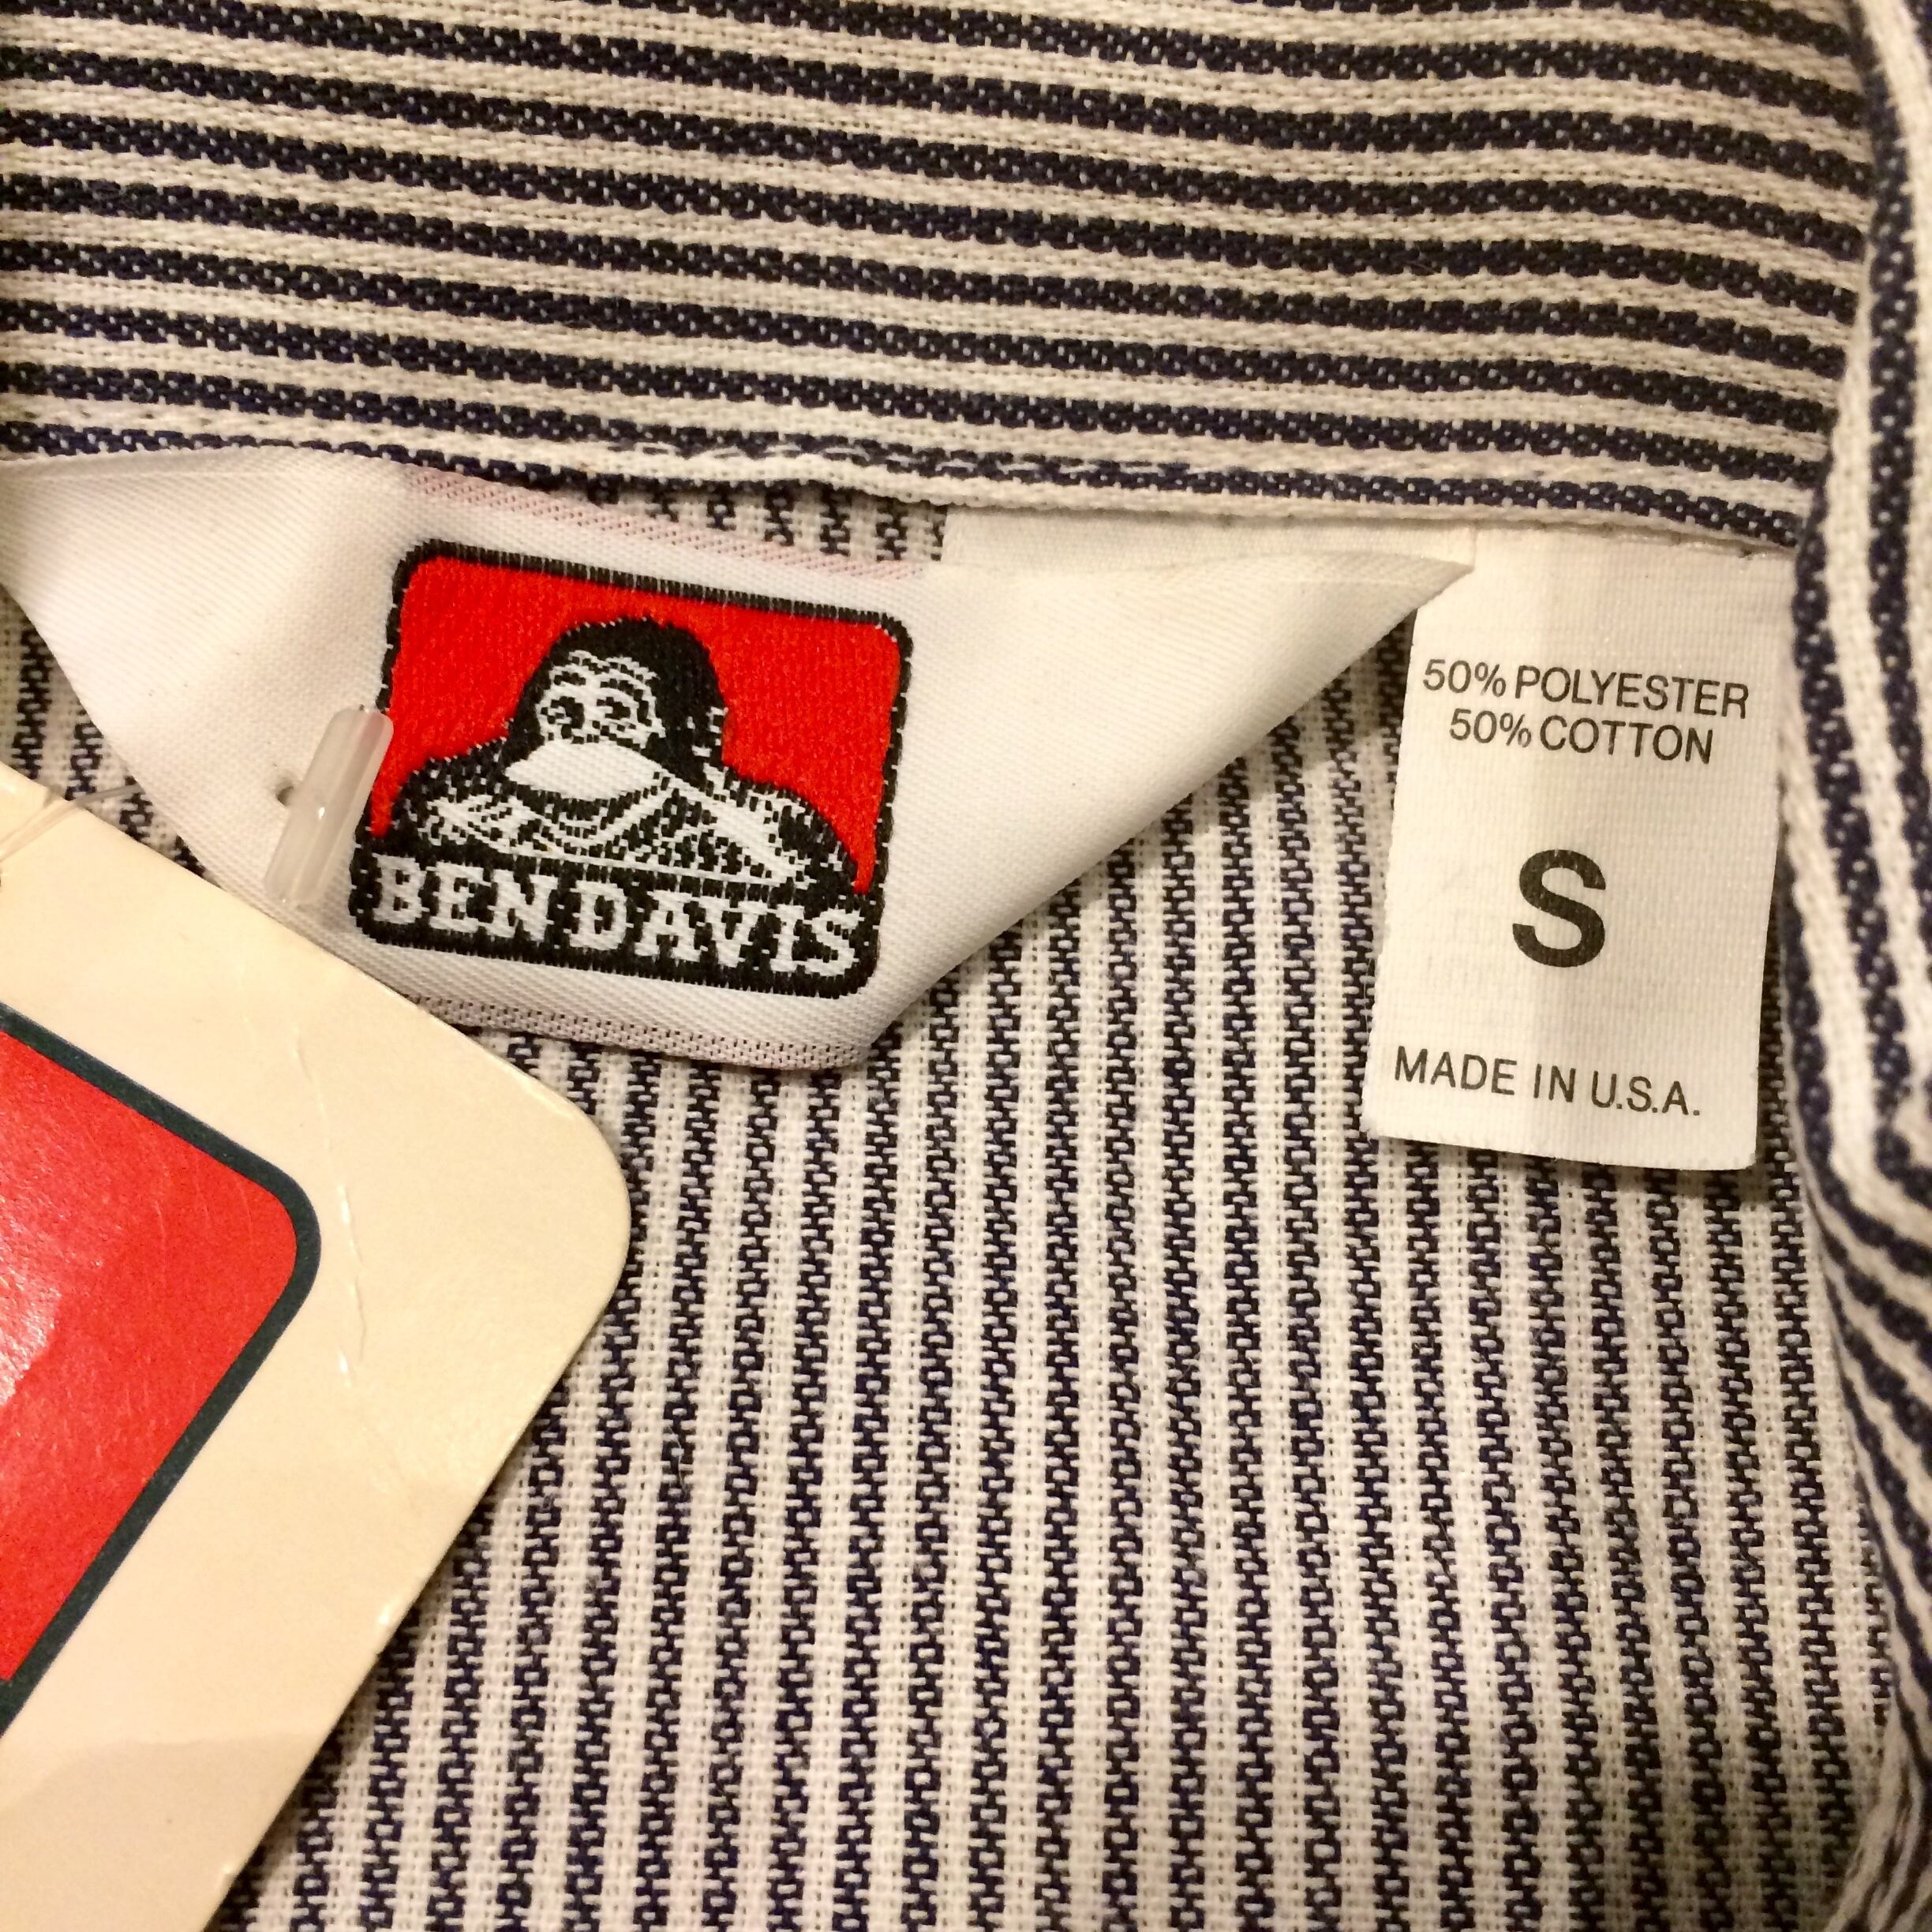 BEN DAVIS
50% POLYESTER
50% COTTON
S
MADE IN U.S.A.